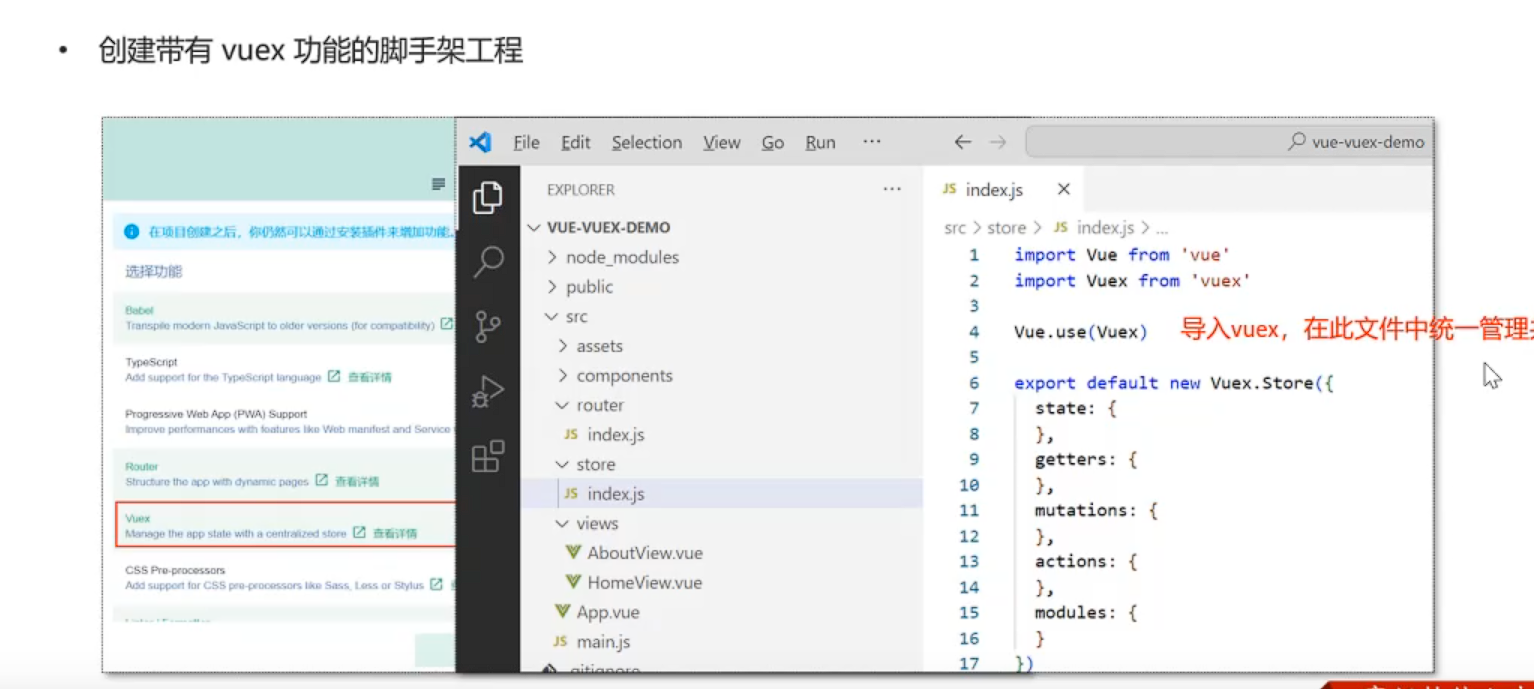 • 创建带有 vuex 功能的脚手架工程
在项目创建之后，你仍然可以通过安装插件来增加功能。
选择功能
Babel
Transpile modern JavaScript to older versions (for compatibility)
TypeScript
Add support for the TypeScript language 查看详情
Progressive Web App (PWA) Support
Improve performances with features like Web manifest and Service
Router
Structure the app with dynamic pages 查看详情
Vuex
Manage the app state with a centralized store 查看详情
CSS Pre-processors
Add support for CSS pre-processors like Sass, Less or Stylus
File Edit Selection View Go Run ···
vue-vuex-demo
EXPLORER ···
VUE-VUEX-DEMO
node_modules
public
src
assets
components
router
JS index.js
store
JS index.js
views
AboutView.vue
HomeView.vue
App.vue
JS main.js
.gitignore
JS index.js
src > store > JS index.js > ...
1 import Vue from 'vue'
2 import Vuex from 'vuex'
3
4 Vue.use(Vuex) 导入vuex，在此文件中统一管理
5
6 export default new Vuex.Store({
7 state: {
8 },
9 getters: {
10 },
11 mutations: {
12 },
13 actions: {
14 },
15 modules: {
16 }
17 })